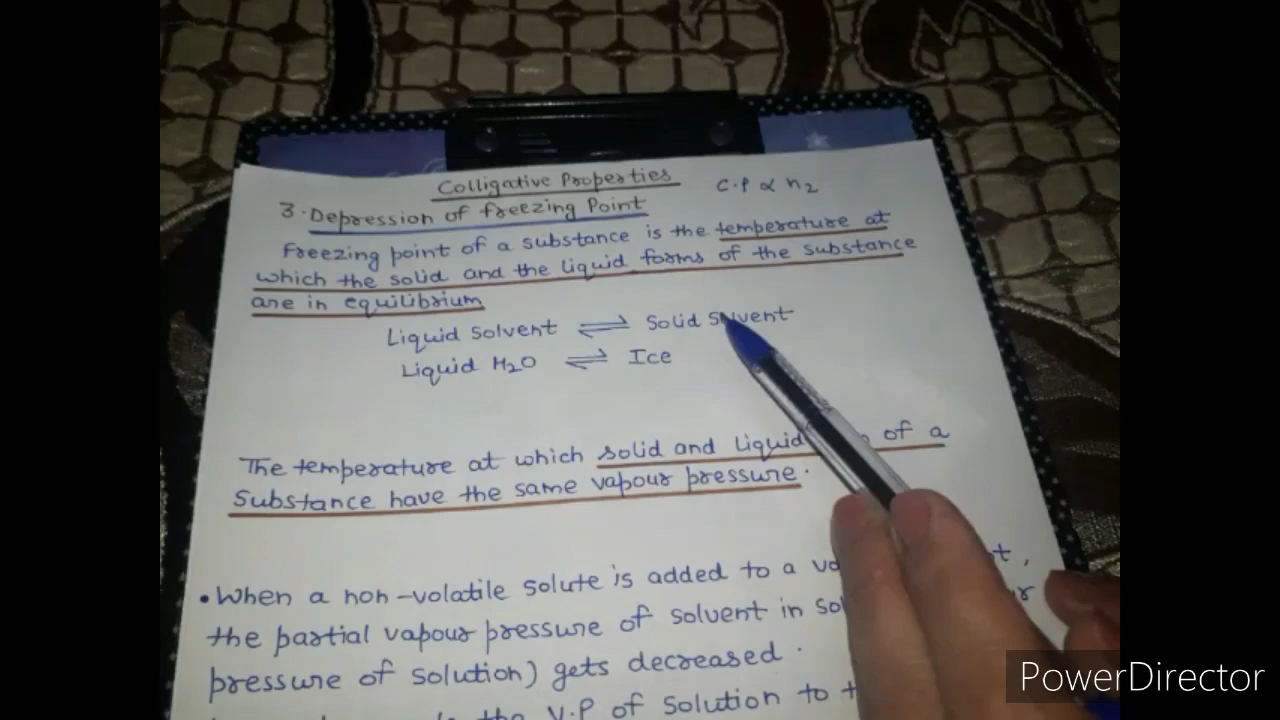 Colligative Properties
C.P ∝ n2
3. Depression of freezing Point
Freezing point of a substance is the temperature at
which the solid and the liquid forms of the substance
are in equilibrium
Liquid Solvent ⇌ Solid Solvent
Liquid H2O ⇌ Ice
The temperature at which solid and liquid of a
substance have the same vapour pressure.
• When a non-volatile solute is added to a
the partial vapour pressure of solvent in
pressure of solution) gets decreased.
the V.P of solution to
PowerDirector